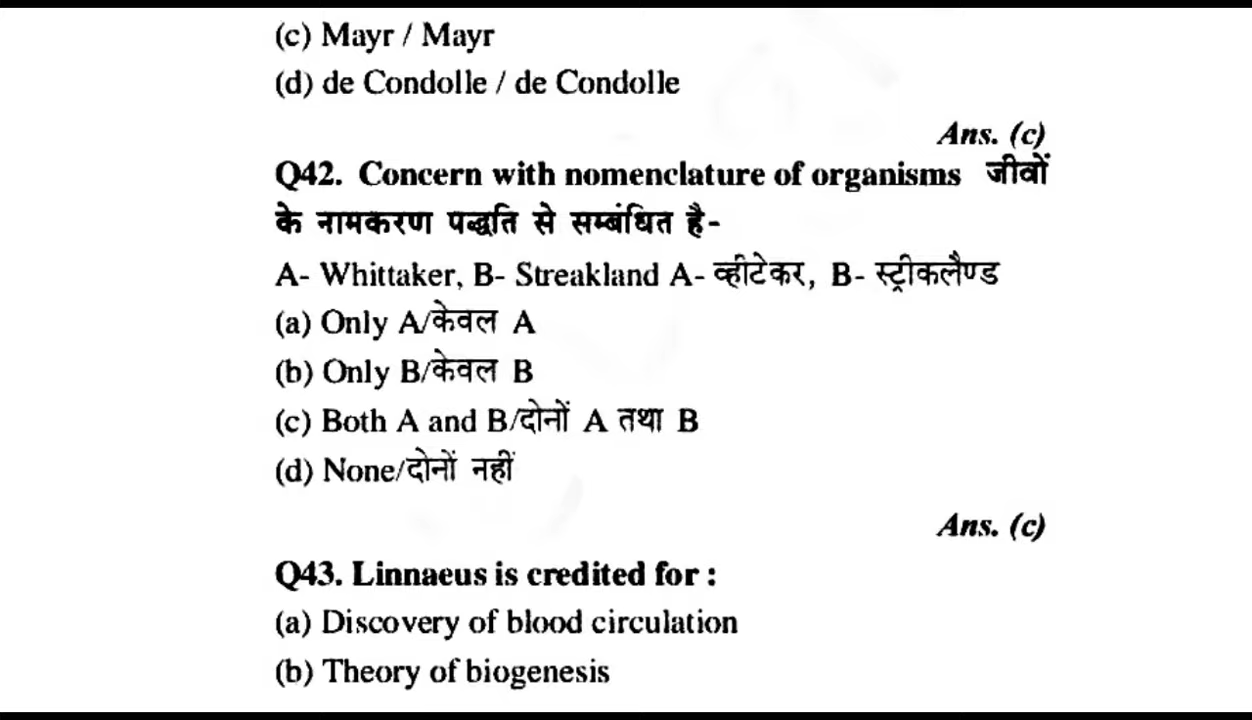 (c) Mayr / Mayr
(d) de Condolle / de Condolle
Ans. (c)
Q42. Concern with nomenclature of organisms जीवों
के नामकरण पद्धति से सम्बंधित है-
A- Whittaker, B- Streakland A- व्हीटेकर, B- स्ट्रीकलैण्ड
(a) Only A/केवल A
(b) Only B/केवल B
(c) Both A and B/दोनों A तथा B
(d) None/दोनों नहीं
Ans. (c)
Q43. Linnaeus is credited for :
(a) Discovery of blood circulation
(b) Theory of biogenesis